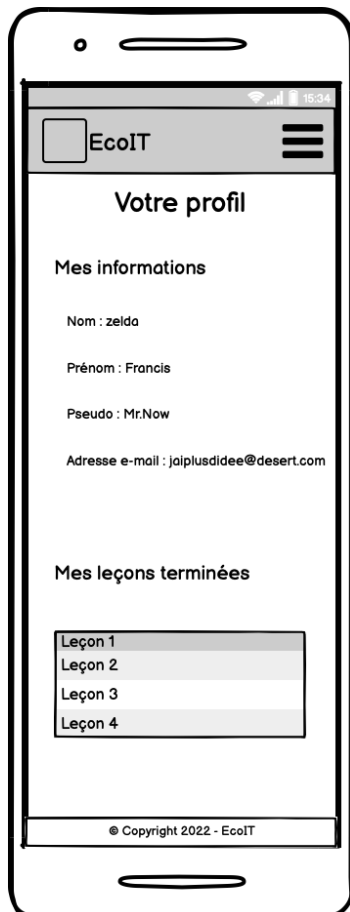 15:34
EcoIT
Votre profil
Mes informations
Nom : zelda
Prénom : Francis
Pseudo : Mr.Now
Adresse e-mail : jaiplusdidee@desert.com
Mes leçons terminées
Leçon 1
Leçon 2
Leçon 3
Leçon 4
© Copyright 2022 - EcoIT